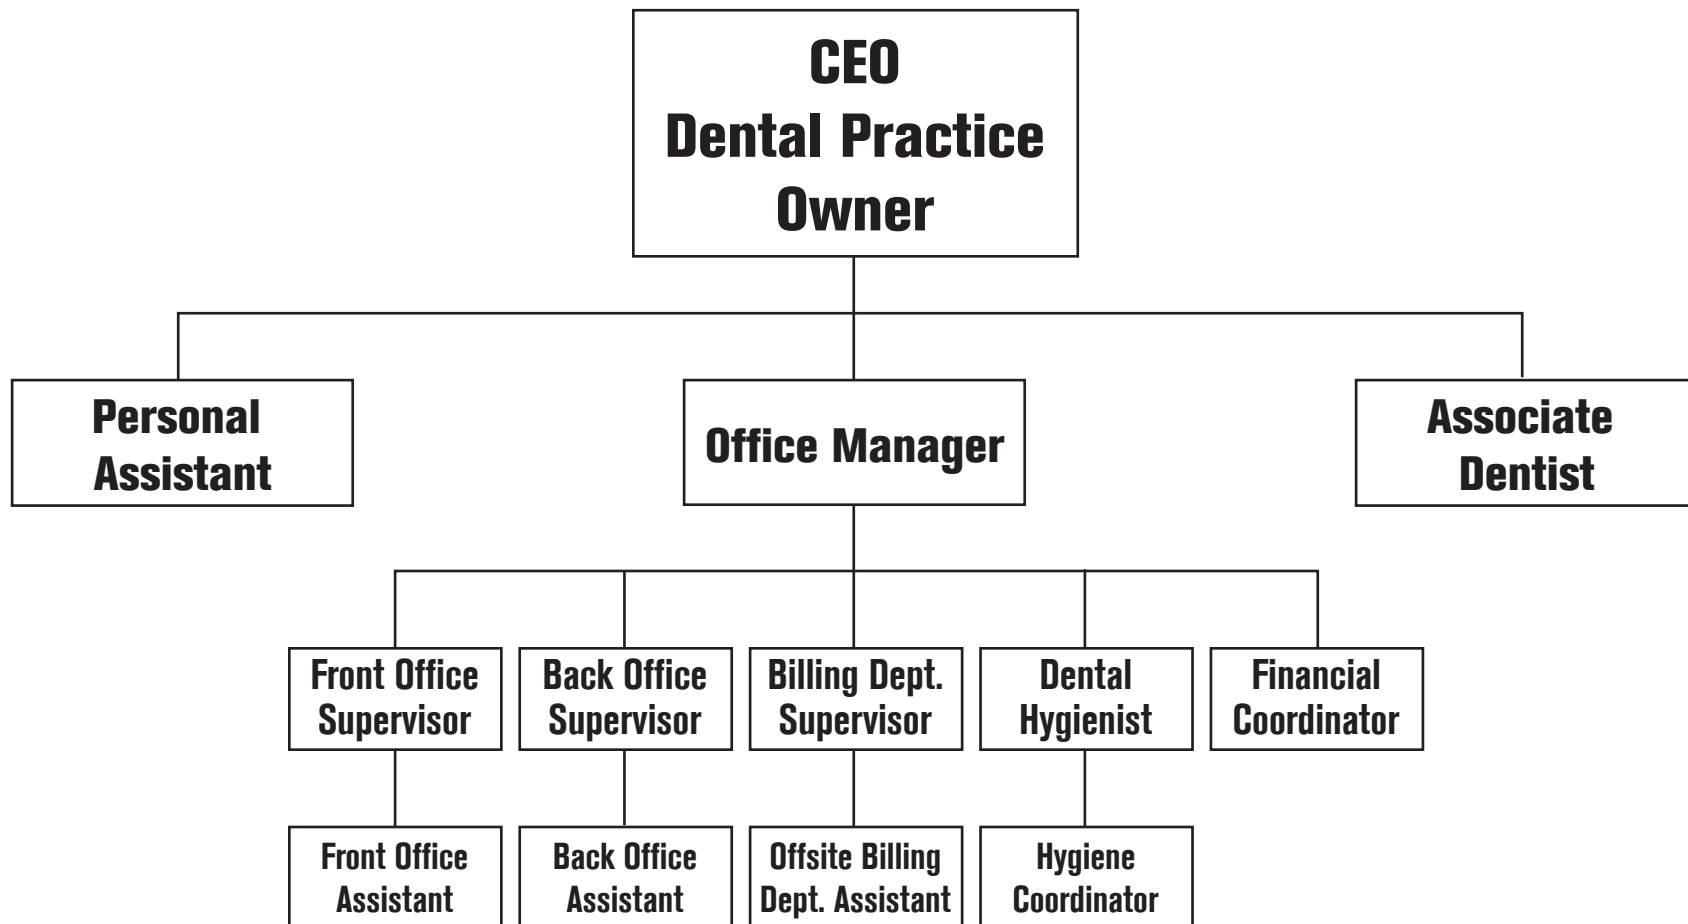 CEO
Dental Practice
Owner
Personal
Assistant
Office Manager
Associate
Dentist
Front Office
Supervisor
Back Office
Supervisor
Billing Dept.
Supervisor
Dental
Hygienist
Financial
Coordinator
Front Office
Assistant
Back Office
Assistant
Offsite Billing
Dept. Assistant
Hygiene
Coordinator